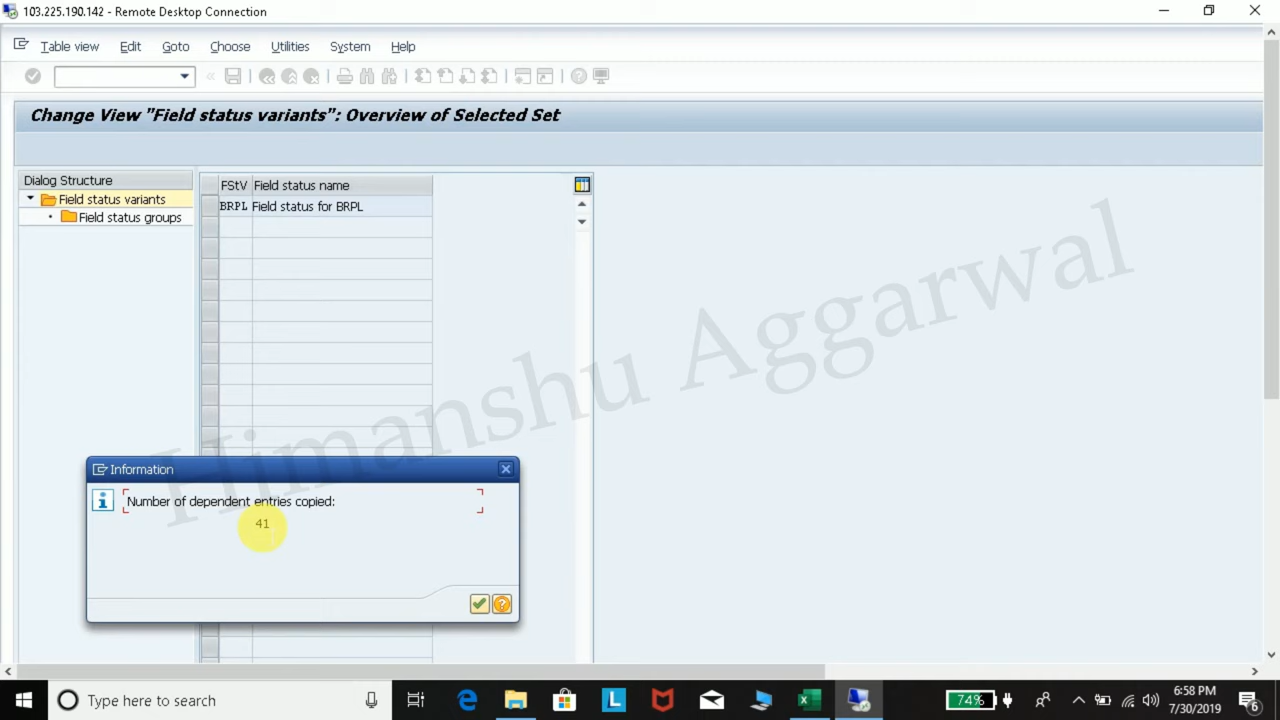 103.225.190.142 - Remote Desktop Connection
Table view Edit Goto Choose Utilities System Help
Change View "Field status variants": Overview of Selected Set
Dialog Structure
Field status variants
Field status groups
FStV Field status name
BRPL Field status for BRPL
Himanshu Aggarwal
Information
Number of dependent entries copied:
41
Type here to search
74%
6:58 PM
7/30/2019
6